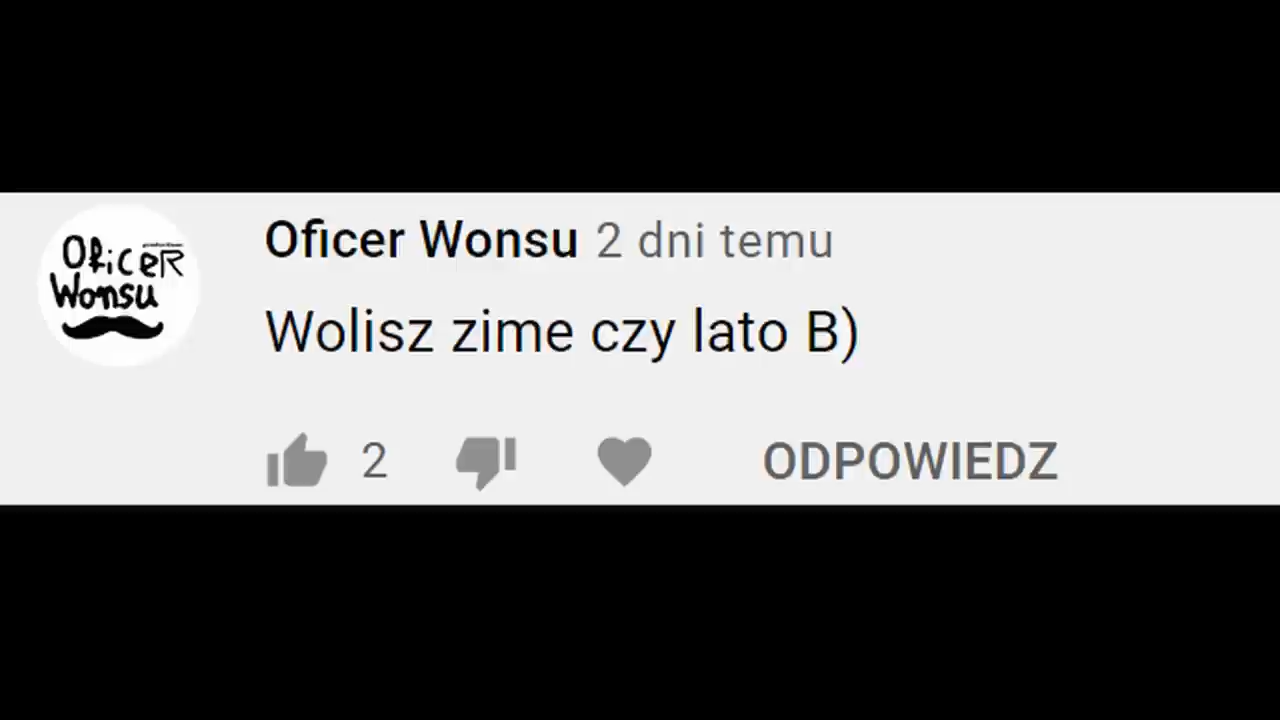 OficeR
Wonsu
Oficer Wonsu 2 dni temu
Wolisz zime czy lato B)
2
ODPOWIEDZ